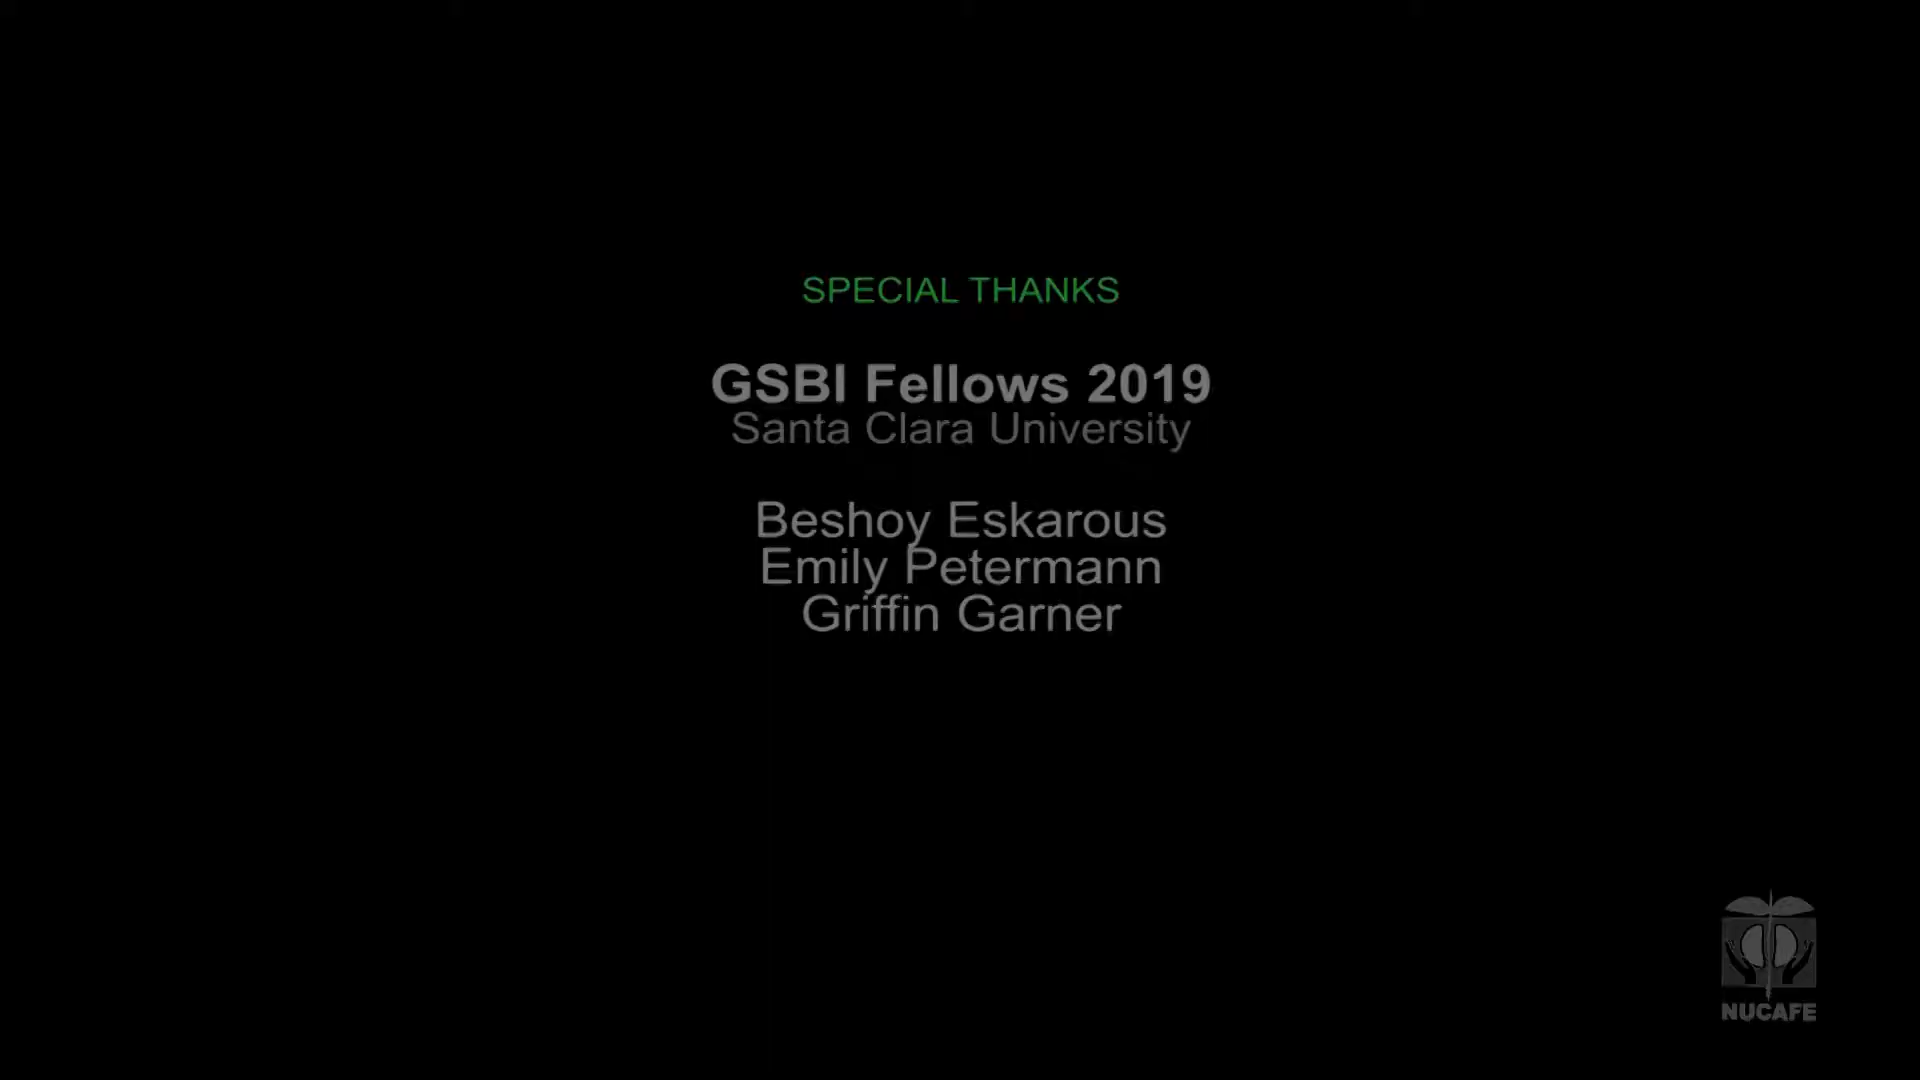 SPECIAL THANKS
GSBI Fellows 2019
Santa Clara University
Beshoy Eskarous
Emily Petermann
Griffin Garner
NUCAFE